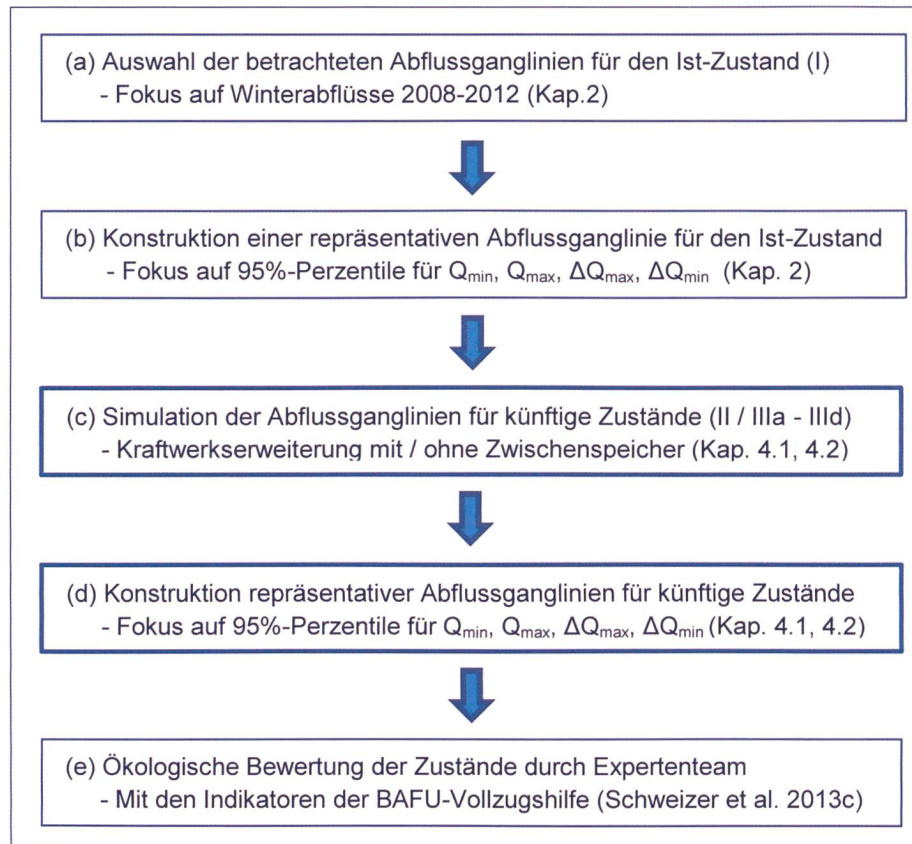 (a) Auswahl der betrachteten Abflussganglinien für den Ist-Zustand (I)
- Fokus auf Winterabflüsse 2008-2012 (Kap.2)
(b) Konstruktion einer repräsentativen Abflussganglinie für den Ist-Zustand
- Fokus auf 95%-Perzentile für Qmin, Qmax, ΔQmax, ΔQmin (Kap. 2)
(c) Simulation der Abflussganglinien für künftige Zustände (II / IIIa - IIId)
- Kraftwerkserweiterung mit / ohne Zwischenspeicher (Kap. 4.1, 4.2)
(d) Konstruktion repräsentativer Abflussganglinien für künftige Zustände
- Fokus auf 95%-Perzentile für Qmin, Qmax, ΔQmax, ΔQmin (Kap. 4.1, 4.2)
(e) Ökologische Bewertung der Zustände durch Expertenteam
- Mit den Indikatoren der BAFU-Vollzugshilfe (Schweizer et al. 2013c)